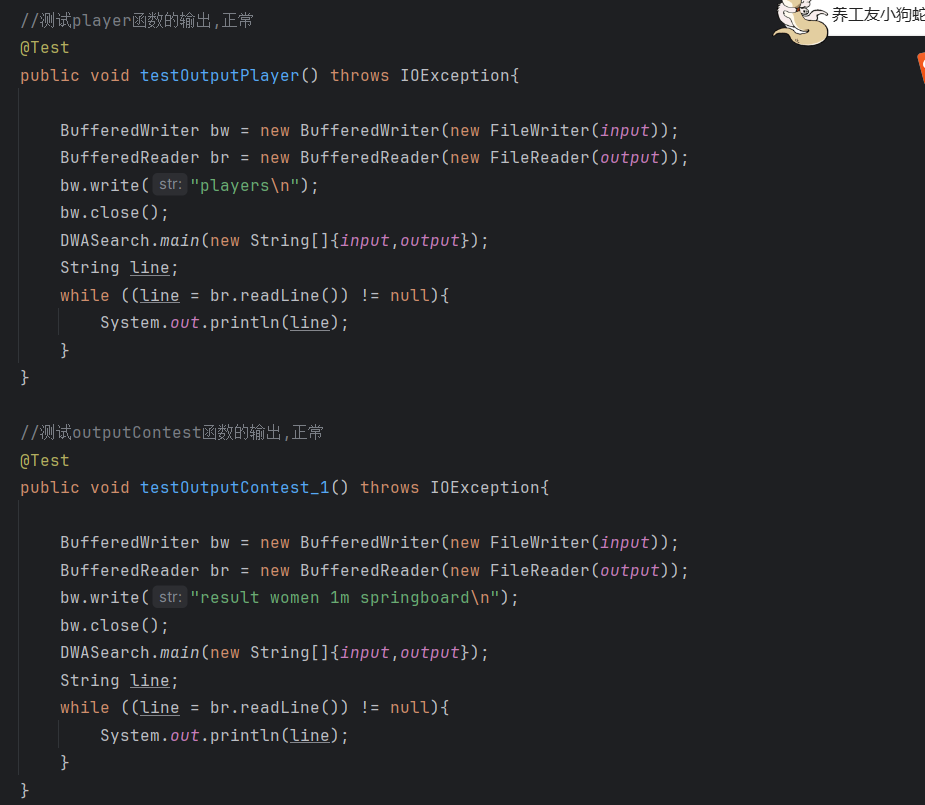 //测试player函数的输出,正常
养工友小狗蛇
@Test
public void testOutputPlayer() throws IOException{
BufferedWriter bw = new BufferedWriter(new FileWriter(input));
BufferedReader br = new BufferedReader(new FileReader(output));
bw.write( str: "players\n");
bw.close();
DWASearch.main(new String[]{input,output});
String line;
while ((line = br.readLine()) != null){
System.out.println(line);
}
}
//测试outputContest函数的输出,正常
@Test
public void testOutputContest_1() throws IOException{
BufferedWriter bw = new BufferedWriter(new FileWriter(input));
BufferedReader br = new BufferedReader(new FileReader(output));
bw.write( str: "result women 1m springboard\n");
bw.close();
DWASearch.main(new String[]{input,output});
String line;
while ((line = br.readLine()) != null){
System.out.println(line);
}
}